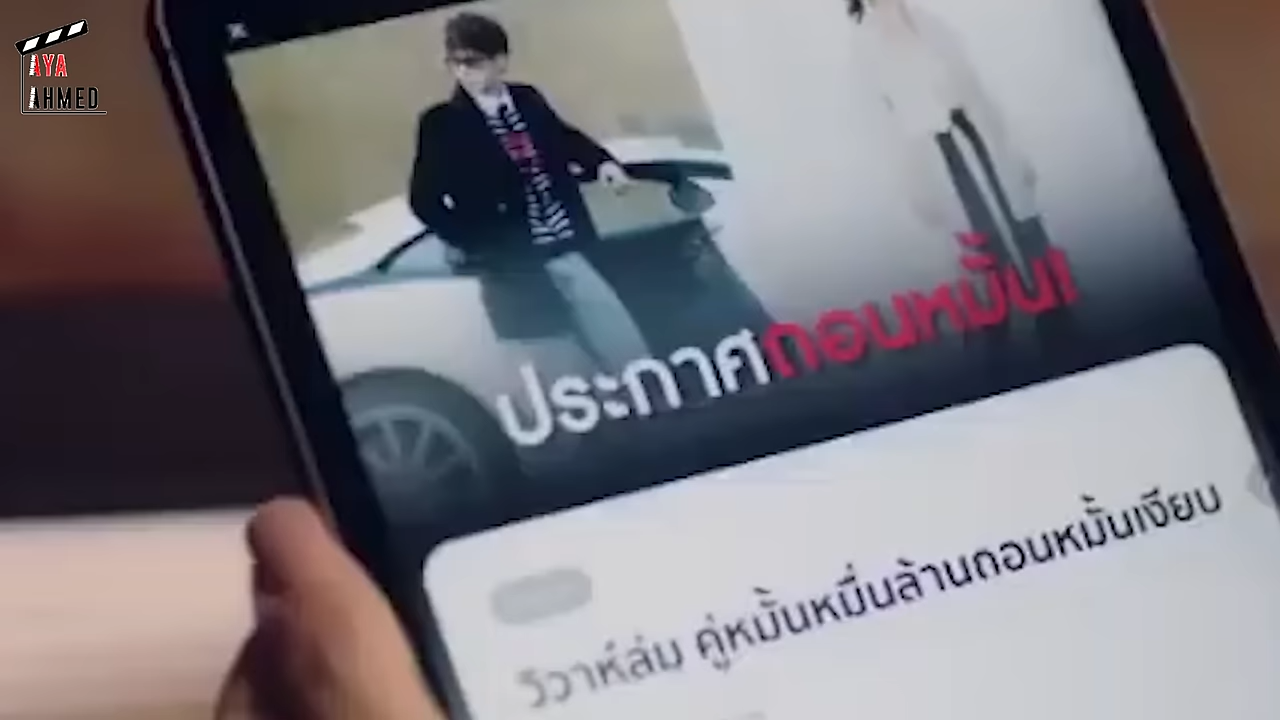 AYA
AHMED
ประกาศถอนหมั้น!
วิวาห์ล่ม คู่หมั้นหมื่นล้านถอนหมั้นเงียบ